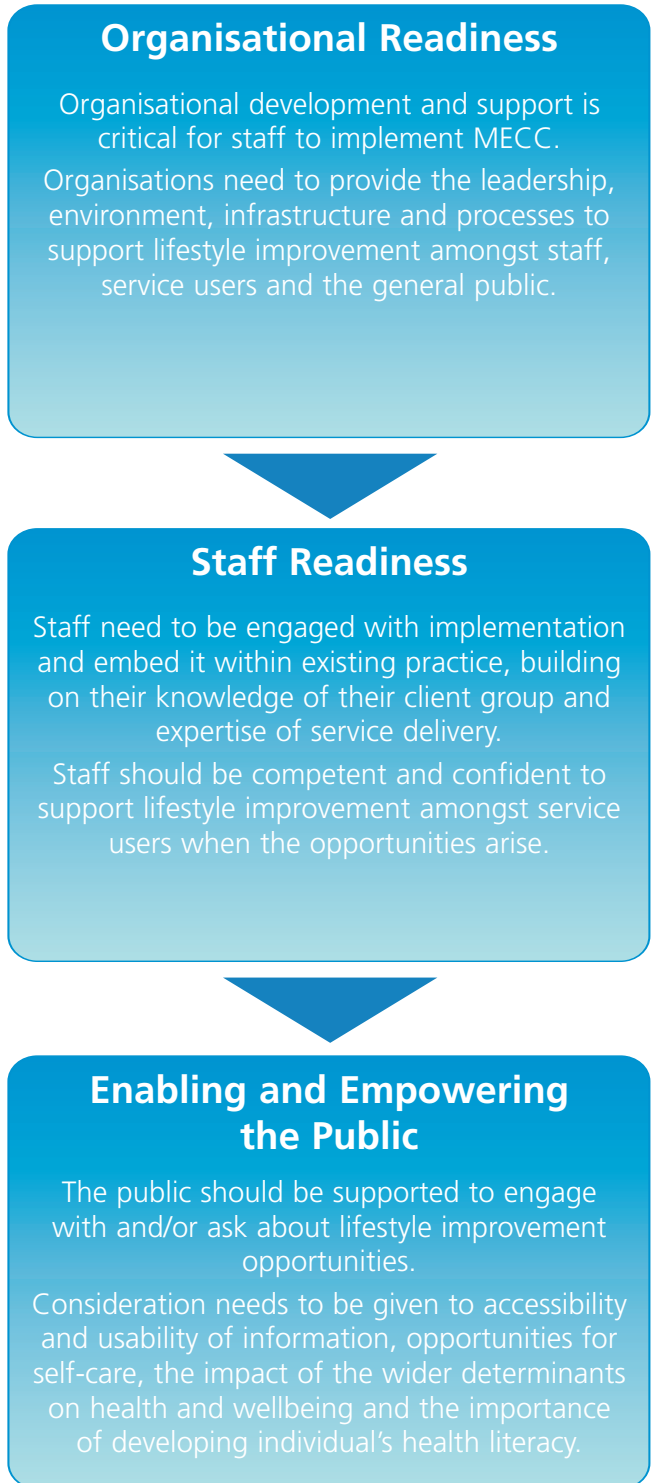 Organisational Readiness
Organisational development and support is
critical for staff to implement MECC.
Organisations need to provide the leadership,
environment, infrastructure and processes to
support lifestyle improvement amongst staff,
service users and the general public.
Staff Readiness
Staff need to be engaged with implementation
and embed it within existing practice, building
on their knowledge of their client group and
expertise of service delivery.
Staff should be competent and confident to
support lifestyle improvement amongst service
users when the opportunities arise.
Enabling and Empowering
the Public
The public should be supported to engage
with and/or ask about lifestyle improvement
opportunities.
Consideration needs to be given to accessibility
and usability of information, opportunities for
self-care, the impact of the wider determinants
on health and wellbeing and the importance
of developing individual's health literacy.